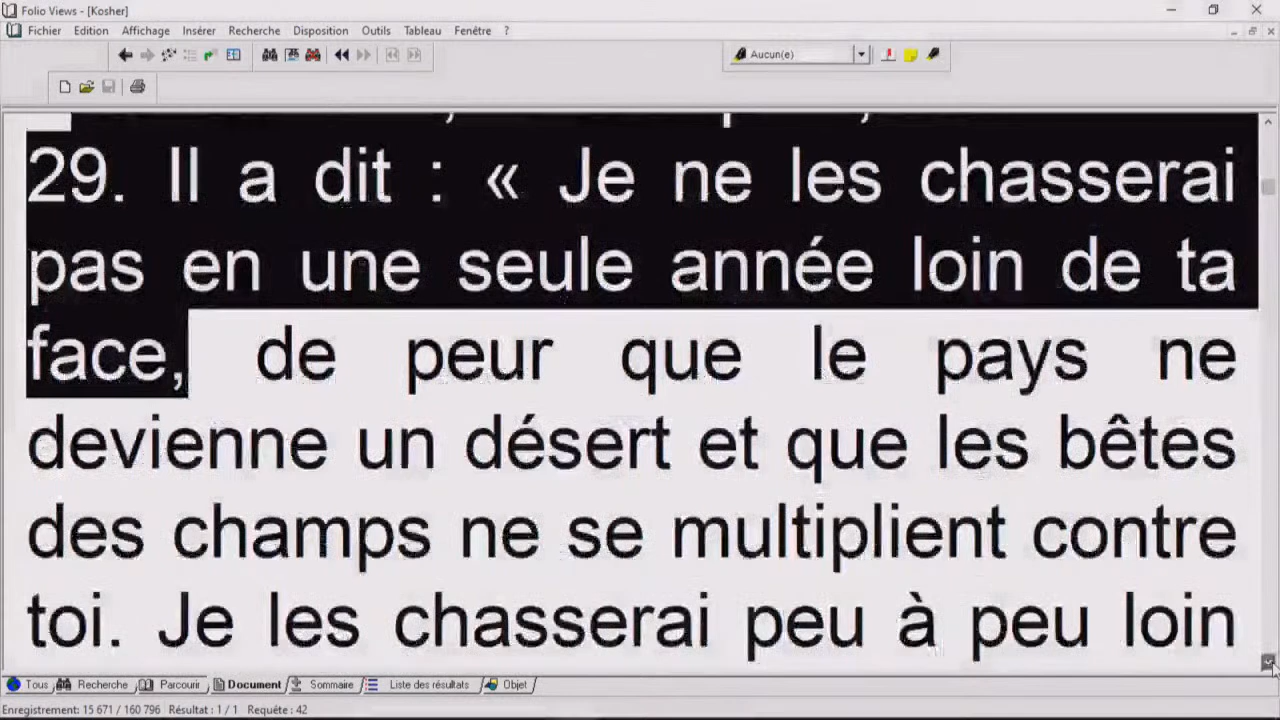 Folio Views - [Kosher]
Fichier Edition Affichage Insérer Recherche Disposition Outils Tableau Fenêtre ?
Aucun(e)
29. Il a dit : « Je ne les chasserai
pas en une seule année loin de ta
face, de peur que le pays ne
devienne un désert et que les bêtes
des champs ne se multiplient contre
toi. Je les chasserai peu à peu loin
Tous Recherche Parcourir Document Sommaire Liste des résultats Objet
Enregistrement: 15 671 / 160 796 Résultat : 1 / 1 Requête : 42